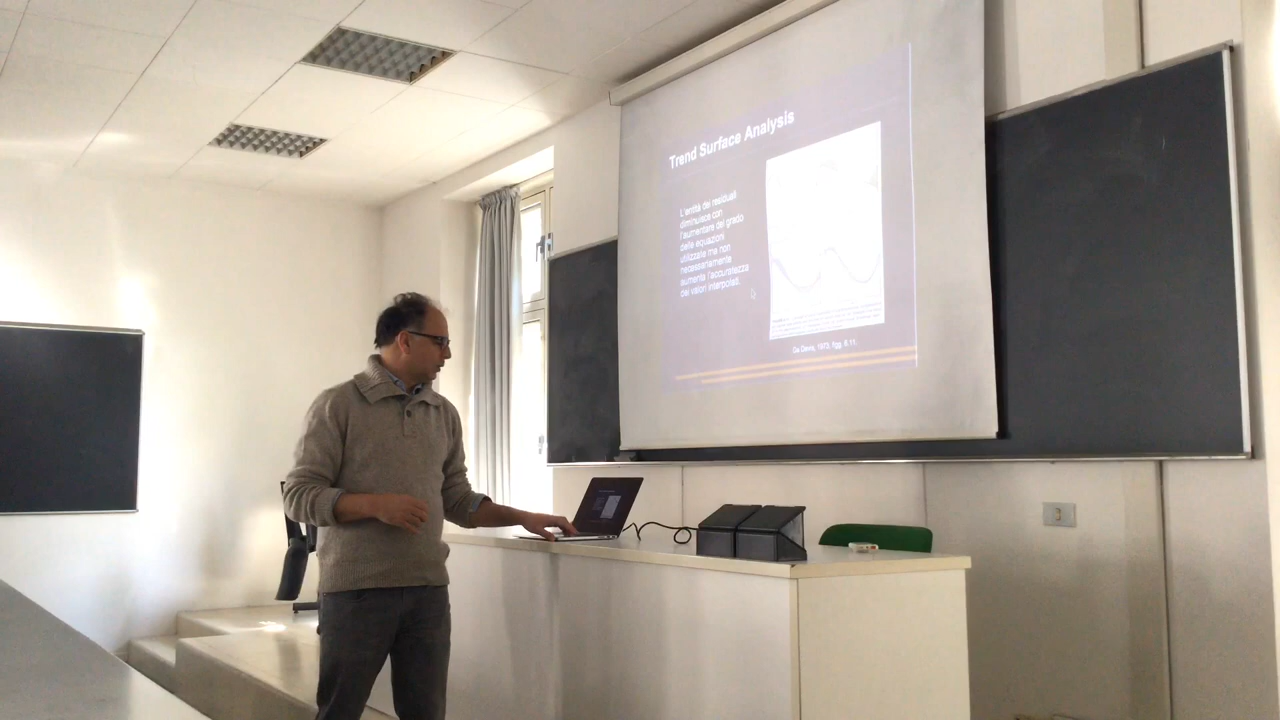 Trend Surface Analysis
L'entità dei residuali
diminuisce con
l'aumentare del grado
delle equazioni
utilizzate ma non
necessariamente
aumenta l'accuratezza
dei valori interpolati.
Da Davis, 1973, figg. 6.11.